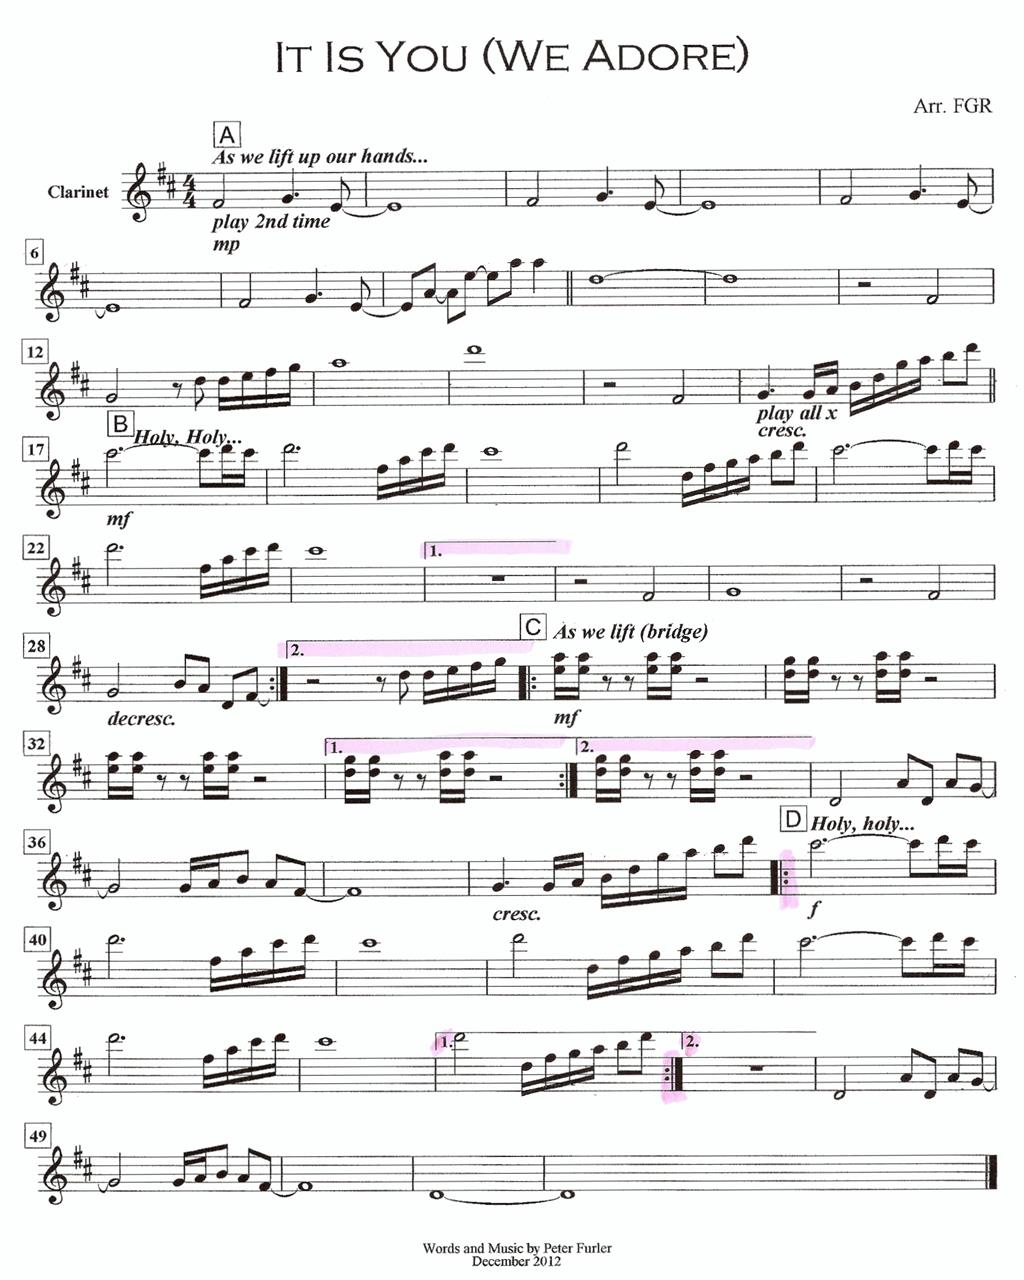 IT IS YOU (WE ADORE)
Arr. FGR
A
As we lift up our hands...
Clarinet
4
4
play 2nd time
mp
6
12
play all x
cresc.
B
Holy, Holy...
17
mf
22
1.
C
As we lift (bridge)
28
2.
decresc.
mf
32
1.
2.
D
Holy, holy...
36
cresc.
f
40
44
1.
2.
49
Words and Music by Peter Furler
December 2012